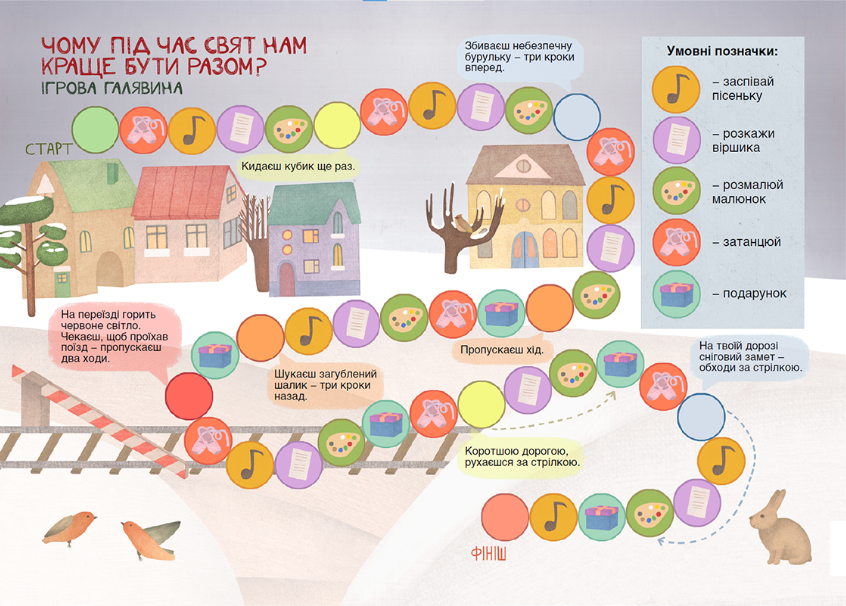 ЧОМУ ПІД ЧАС СВЯТ НАМ
КРАЩЕ БУТИ РАЗОМ?
ІГРОВА ГАЛЯВИНА
СТАРТ
Збиваєш небезпечну
бурульку – три кроки
вперед.
Кидаєш кубик ще раз.
Умовні позначки:
– заспівай
пісеньку
– розкажи
віршика
– розмалюй
малюнок
– затанцюй
– подарунок
На переїзді горить
червоне світло.
Чекаєш, щоб проїхав
поїзд – пропускаєш
два ходи.
Шукаєш загублений
шалик – три кроки
назад.
Пропускаєш хід.
На твоїй дорозі
сніговий замет –
обходи за стрілкою.
Коротшою дорогою,
рухаєшся за стрілкою.
ФІНІШ